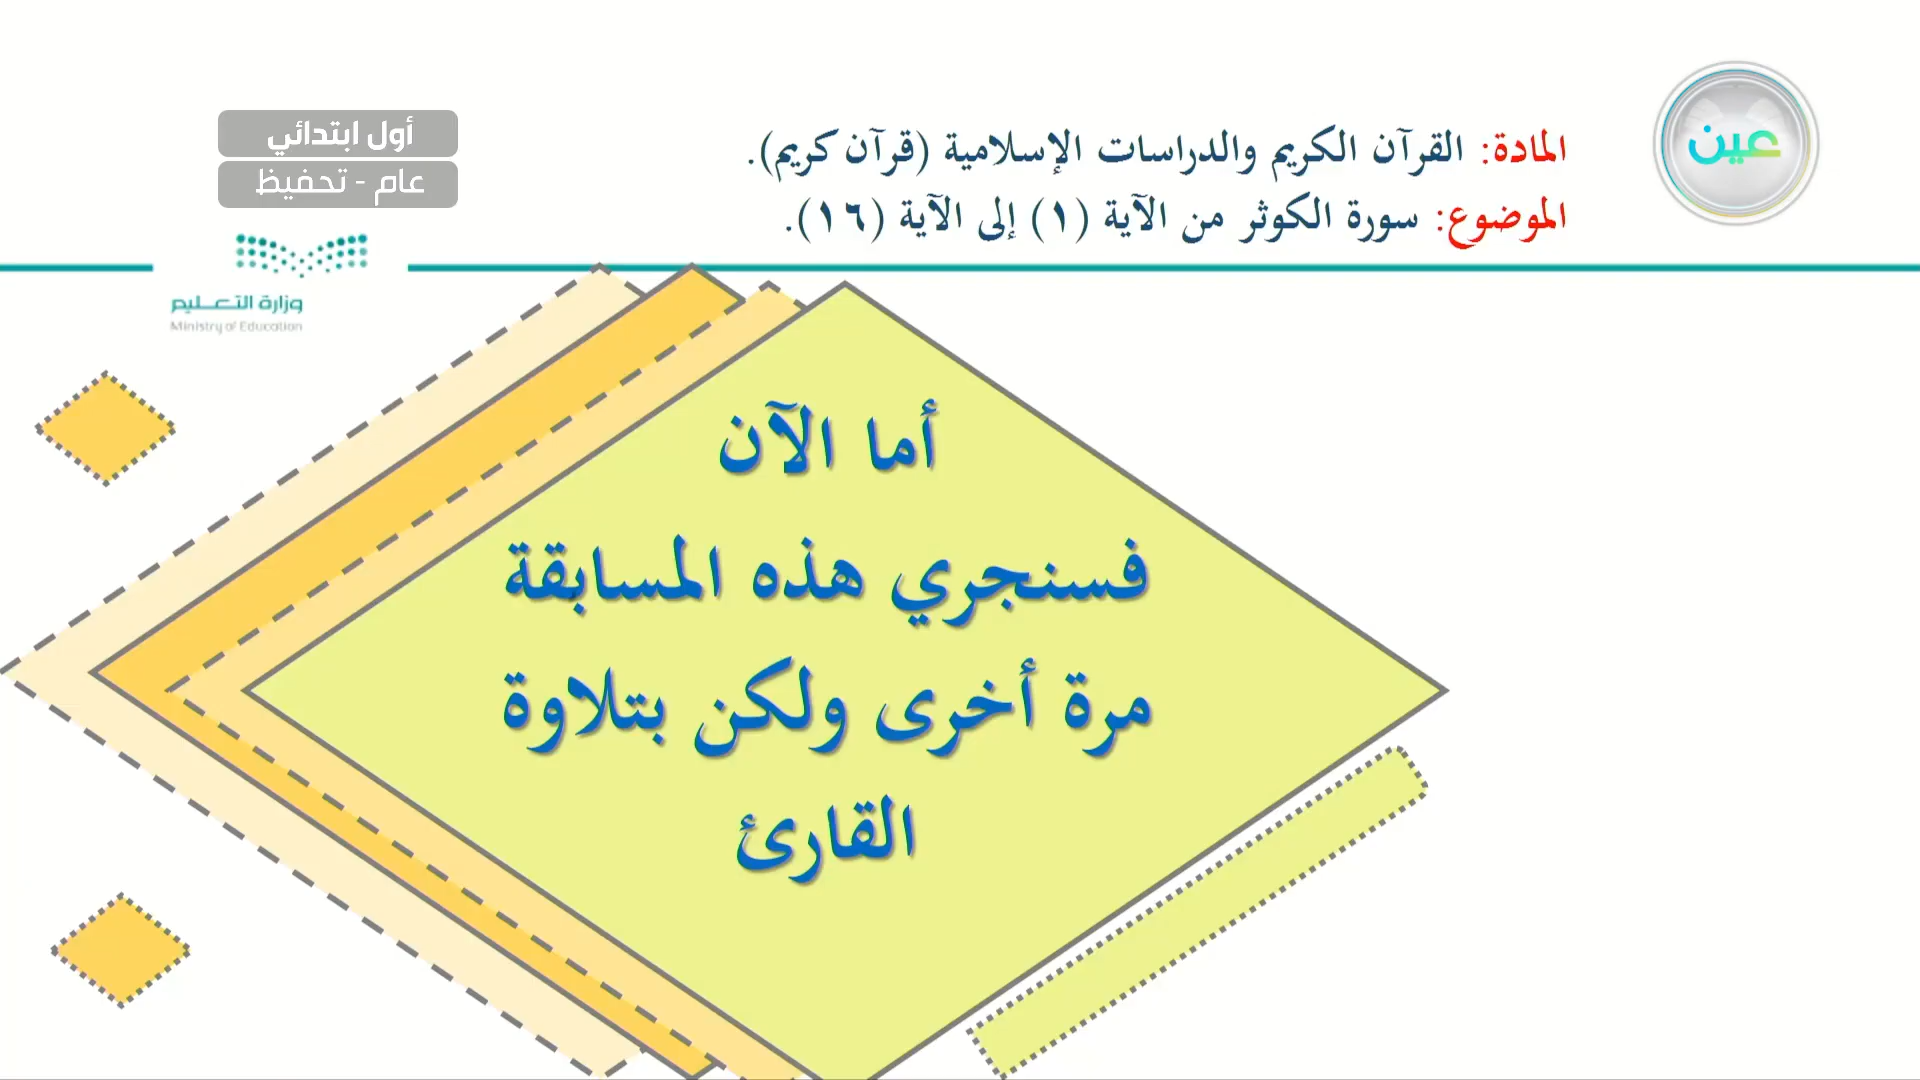 عين
المادة: القرآن الكريم والدراسات الإسلامية (قرآن كريم).
الموضوع: سورة الكوثر من الآية (١) إلى الآية (١٦).
أول ابتدائي
عام - تحفيظ
وزارة التعليم
Ministry of Education
أما الآن
فسنجري هذه المسابقة
مرة أخرى ولكن بتلاوة
القارئ